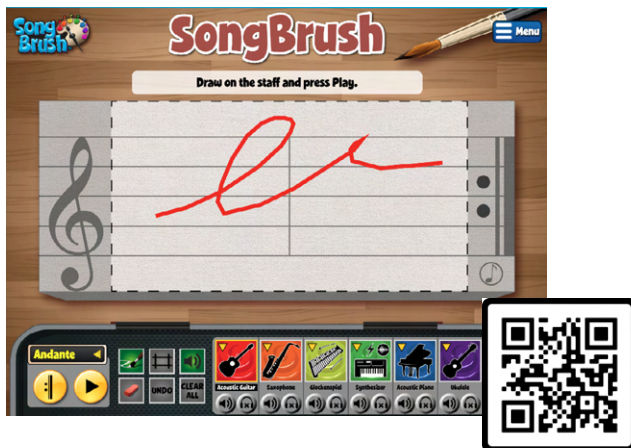 Song
Brush
SongBrush
Menu
Draw on the staff and press Play.
Andante
UNDO
CLEAR
ALL
Acoustic Guitar
Saxophone
Glockenspiel
Synthesizer
Acoustic Piano
Ukulele